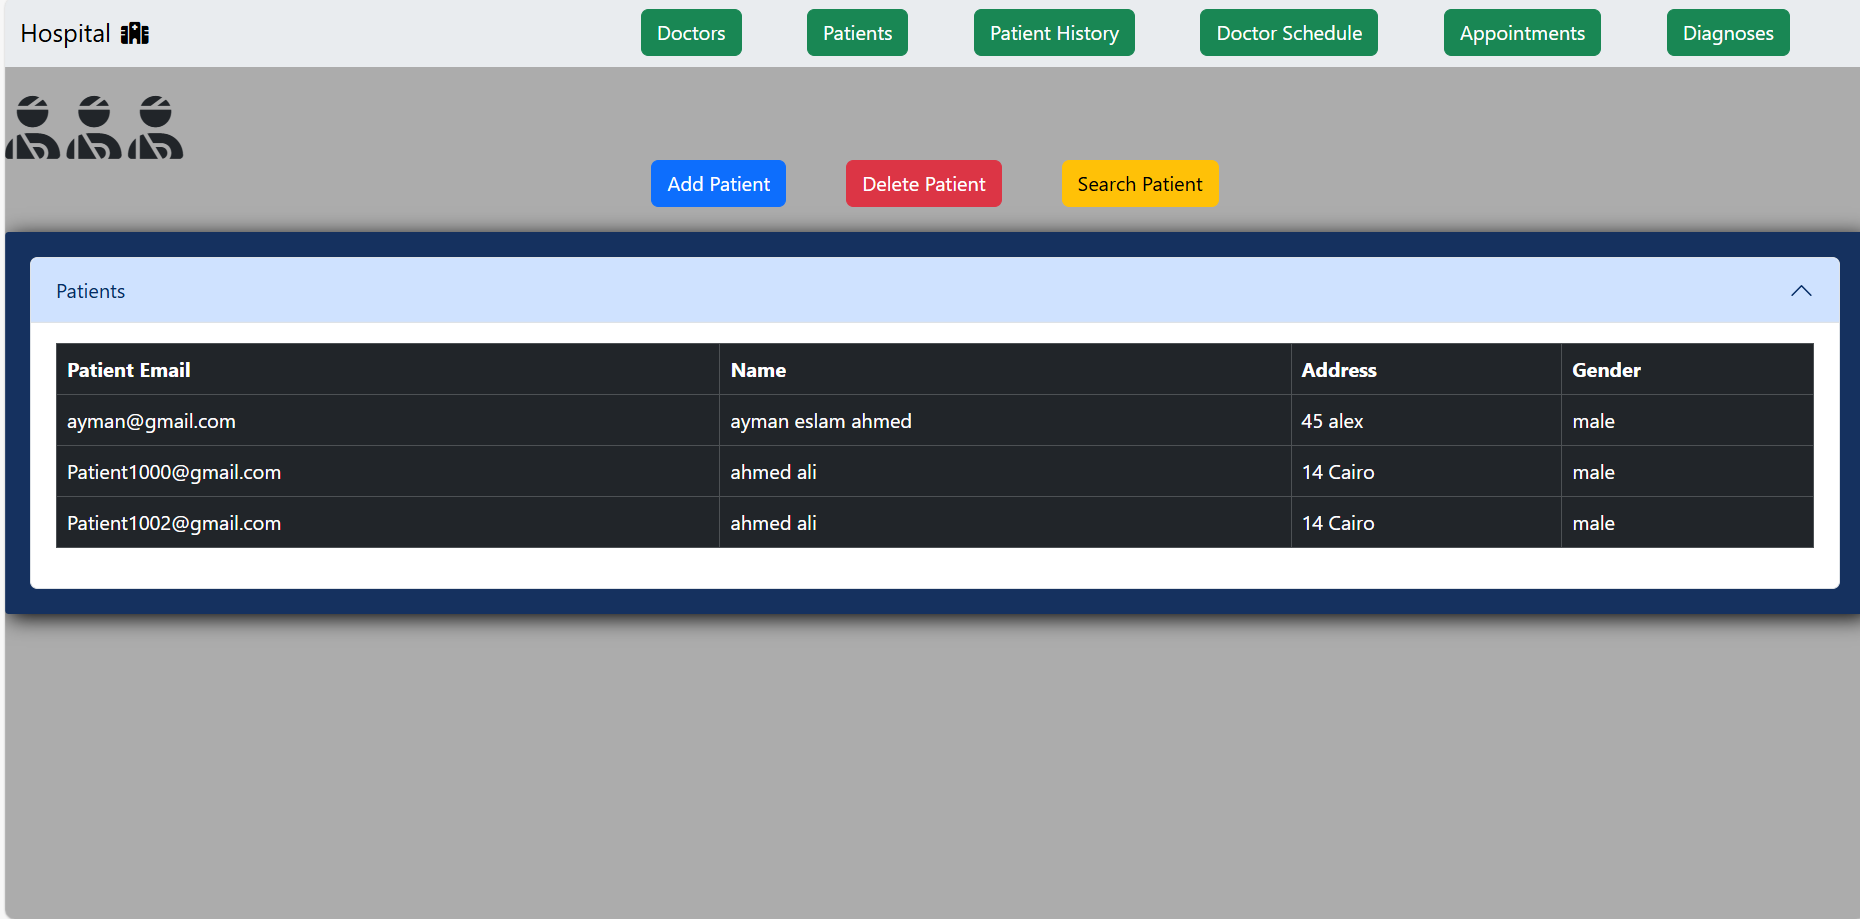 Hospital Doctors Patients Patient History Doctor Schedule Appointments Diagnoses
Add Patient Delete Patient Search Patient
Patients
Patient Email Name Address Gender
ayman@gmail.com ayman eslam ahmed 45 alex male
Patient1000@gmail.com ahmed ali 14 Cairo male
Patient1002@gmail.com ahmed ali 14 Cairo male